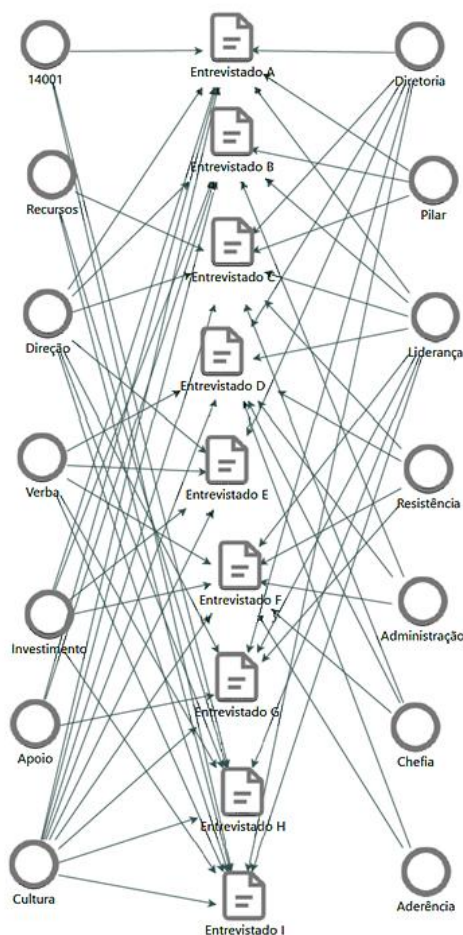 Entrevistado A
14001
Diretoria
Entrevistado B
Recursos
Pilar
Entrevistado C
Direção
Liderança
Entrevistado D
Verba
Entrevistado E
Resistência
Entrevistado F
Investimento
Administração
Entrevistado G
Apoio
Chefia
Entrevistado H
Cultura
Aderência
Entrevistado I